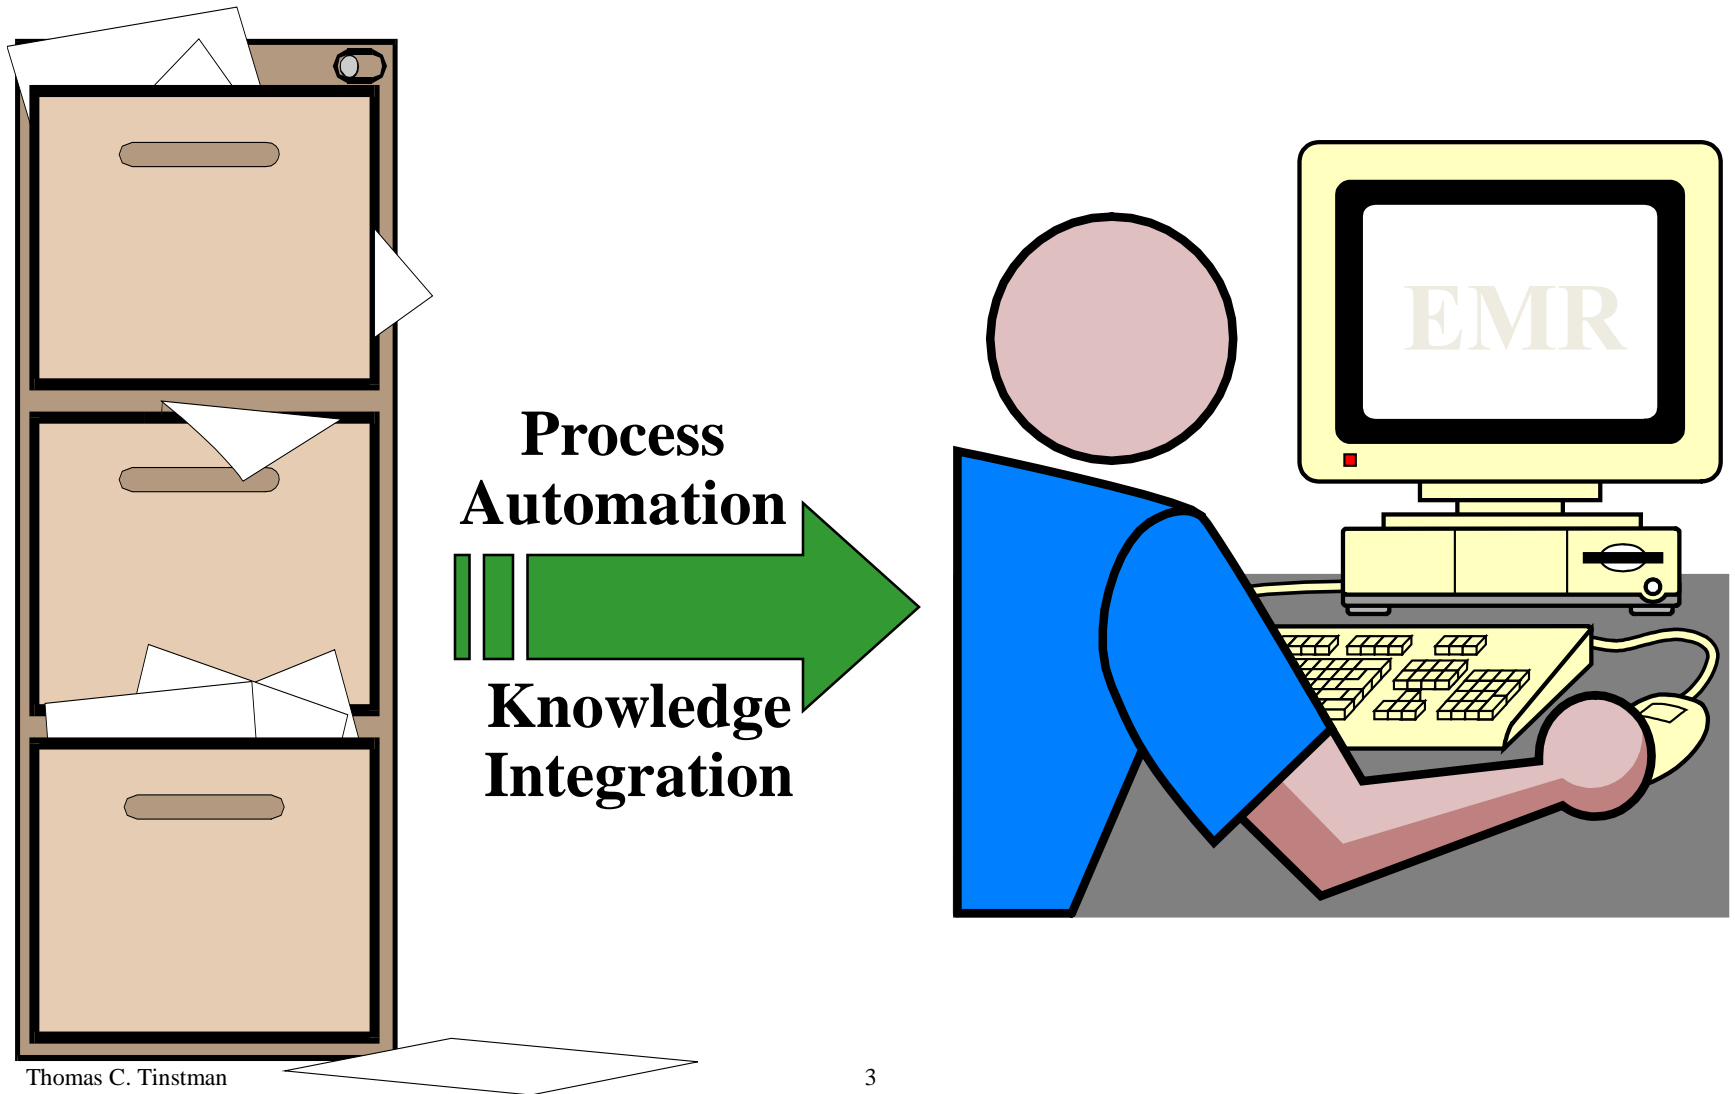 Process
Automation
Knowledge
Integration
EMR
Thomas C. Tinstman
3